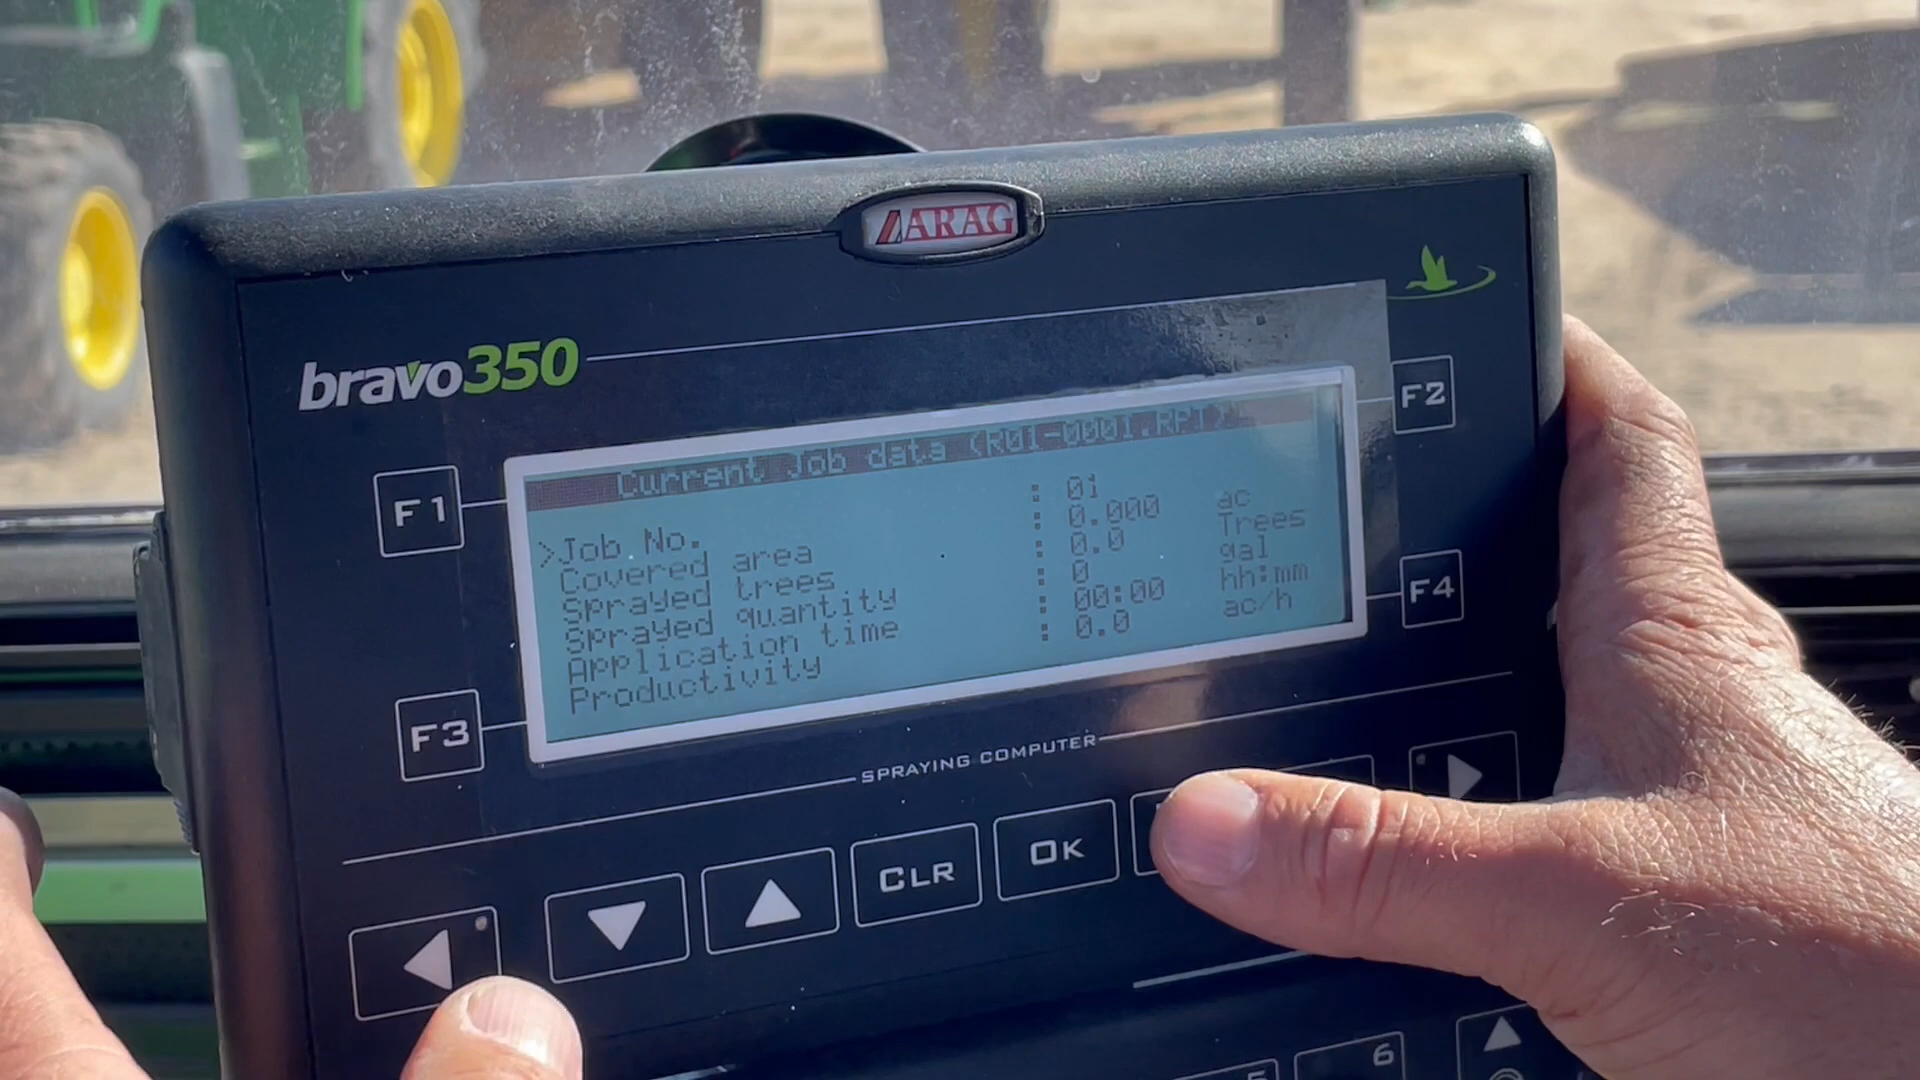 ARAG
bravo350
F1
F2
F3
F4
Current Job data (R01-0001.RPT)
>Job No. : 01
Covered area : 0.000 ac
Sprayed trees : 0.0 Trees
Sprayed quantity : 0 gal
Application time : 00:00 hh:mm
Productivity : 0.0 ac/h
SPRAYING COMPUTER
CLR
OK
5
6